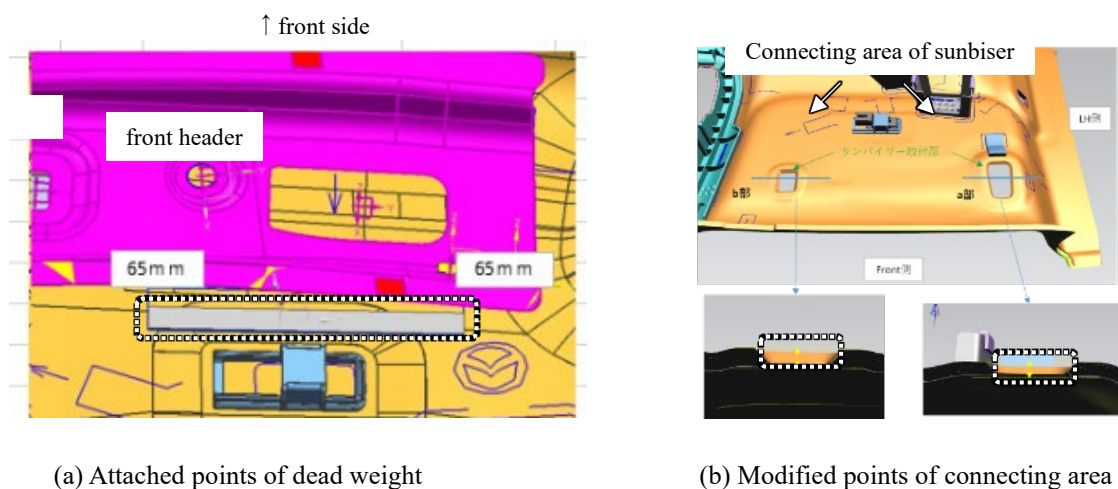 ↑ front side
front header
65mm
65mm
(a) Attached points of dead weight
Connecting area of sunbiser
LH側
サンバイザー取付部
b部
a部
Front側
(b) Modified points of connecting area